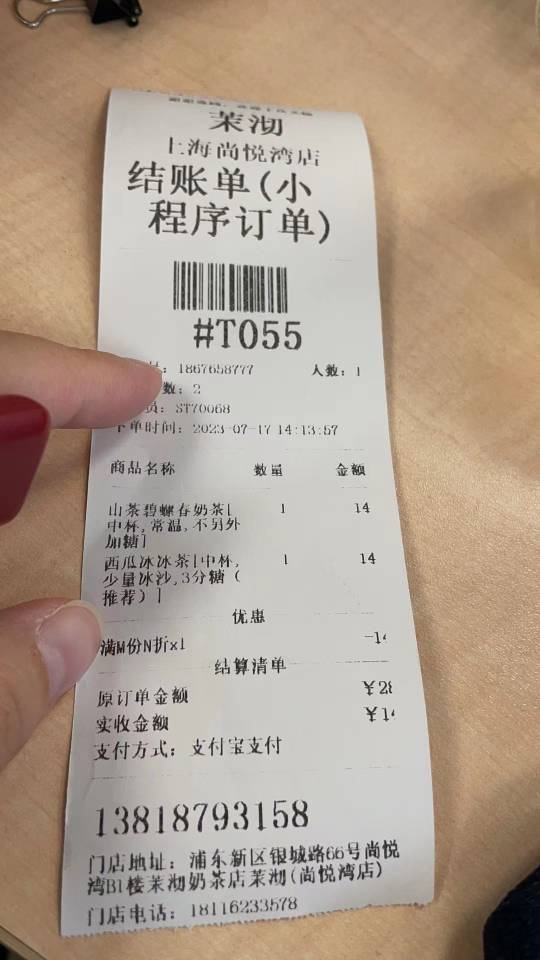 茉沏
上海尚悦湾店
结账单(小
程序订单)
#T055
1867658777 人数: 1
数: 2
员: ST70068
下单时间: 2023-07-17 14:13:57
商品名称 数量 金额
山茶碧螺春奶茶[ 1 14
中杯,常温,不另外
加糖]
西瓜冰冰茶[中杯, 1 14
少量冰沙,3分糖(
推荐)]
优惠
满M份N折x1 -1
结算清单
原订单金额 ¥28
实收金额 ¥1
支付方式: 支付宝支付
13818793158
门店地址: 浦东新区银城路66号尚悦
湾B1楼茉沏奶茶店茉沏(尚悦湾店)
门店电话: 18116233578